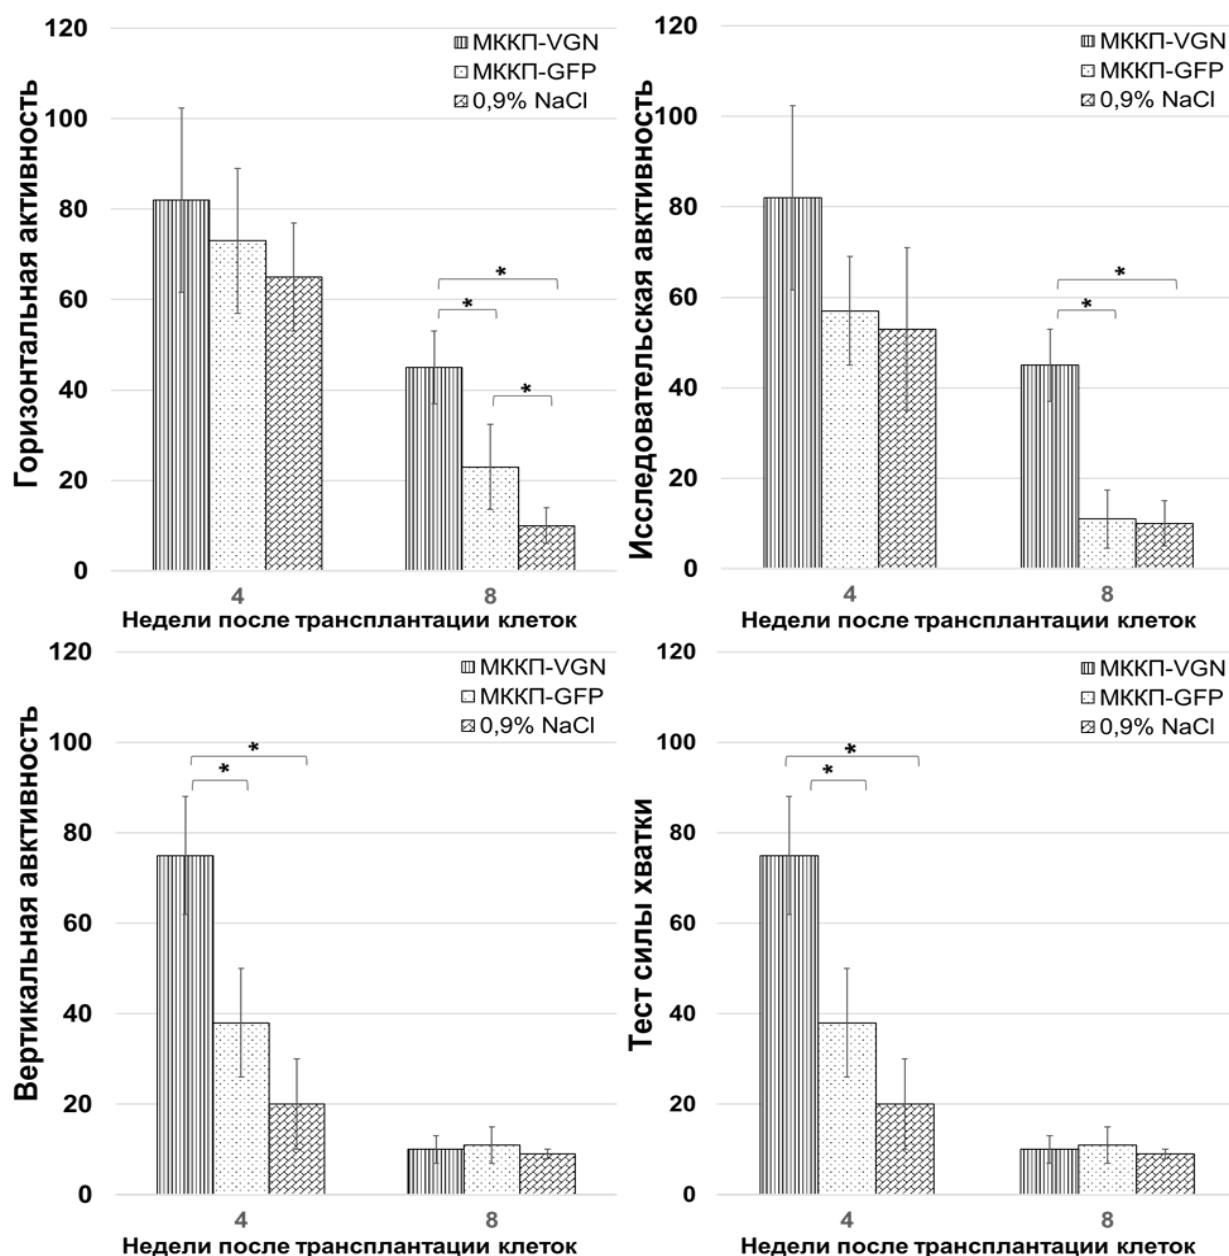 Горизонтальная активность
120
100
80
60
40
20
0
МККП-VGN
МККП-GFP
0,9% NaCl
*
*
*
4
8
Недели после трансплантации клеток
Исследовательская авктивность
120
100
80
60
40
20
0
МККП-VGN
МККП-GFP
0,9% NaCl
*
*
4
8
Недели после трансплантации клеток
Вертикальная авктивность
120
100
80
60
40
20
0
МККП-VGN
МККП-GFP
0,9% NaCl
*
*
4
8
Недели после трансплантации клеток
Тест силы хватки
120
100
80
60
40
20
0
МККП-VGN
МККП-GFP
0,9% NaCl
*
*
4
8
Недели после трансплантации клеток